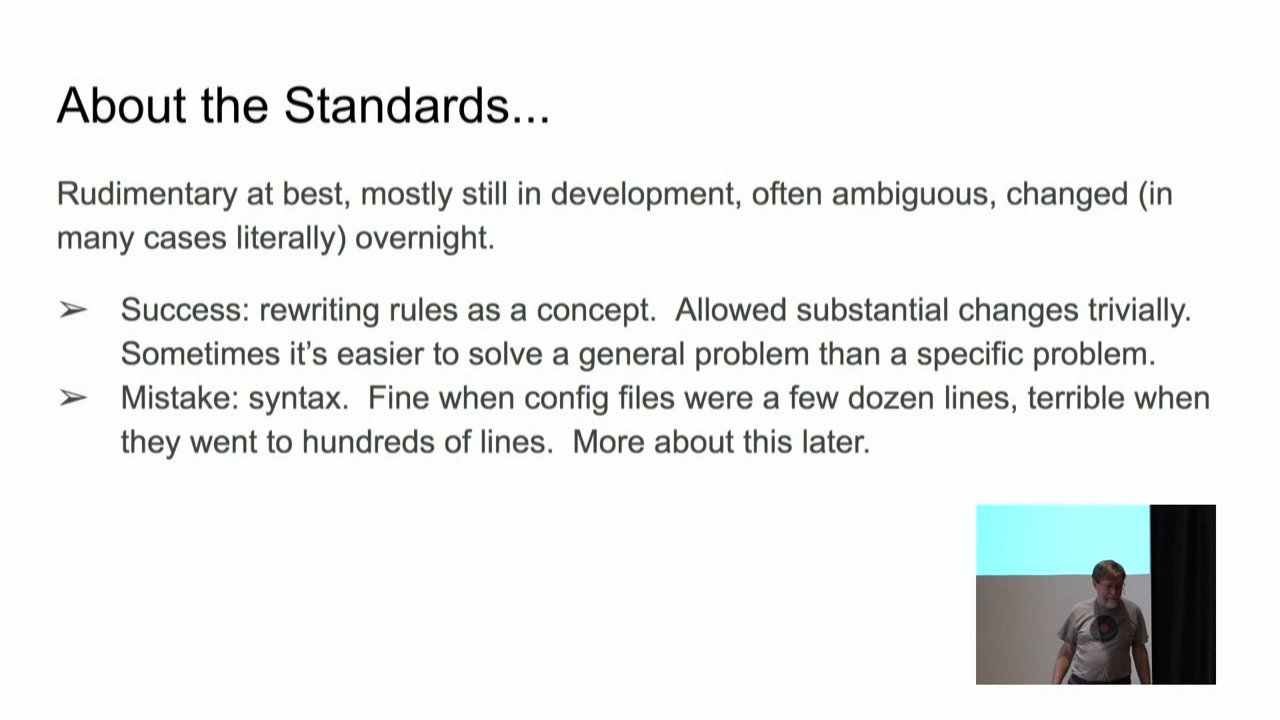 About the Standards...
Rudimentary at best, mostly still in development, often ambiguous, changed (in
many cases literally) overnight.
➢ Success: rewriting rules as a concept.  Allowed substantial changes trivially.
Sometimes it’s easier to solve a general problem than a specific problem.
➢ Mistake: syntax.  Fine when config files were a few dozen lines, terrible when
they went to hundreds of lines.  More about this later.